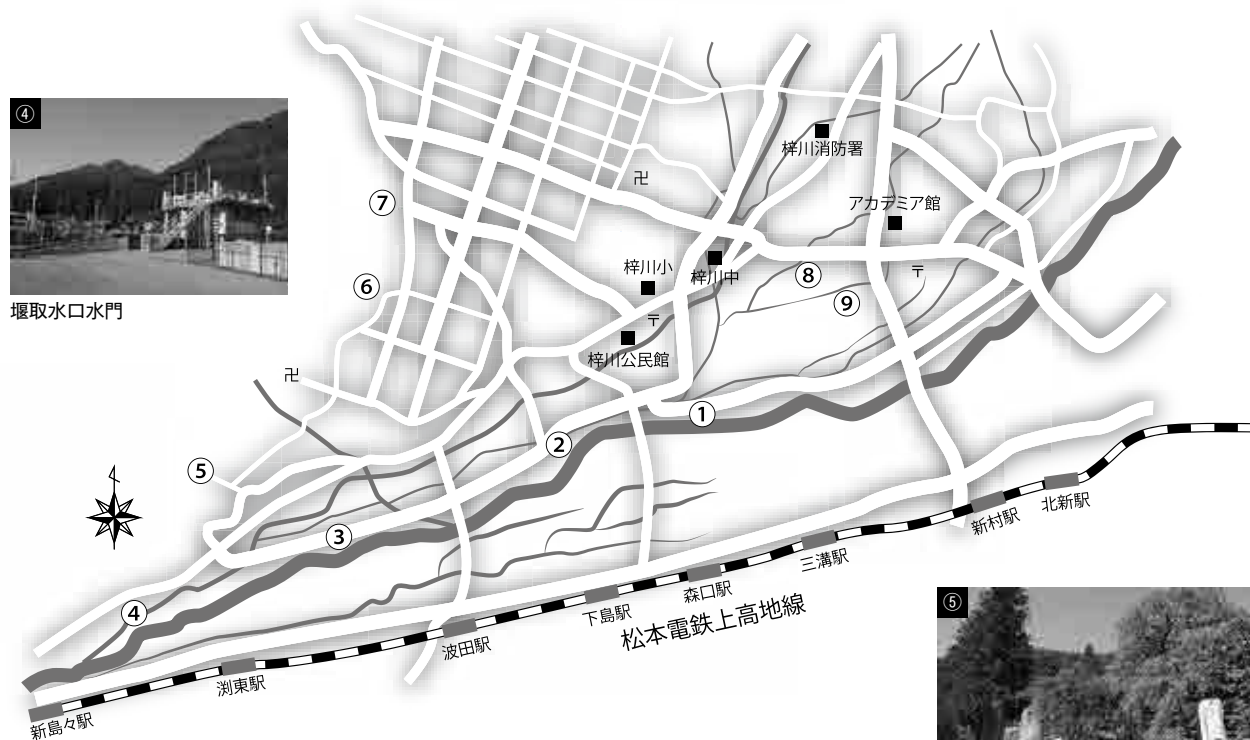 ④
堰取水口水門
梓川消防署
卍
アカデミア館
⑦
梓川小
梓川中
〒
⑧
⑥
⑨
〒
梓川公民館
卍
①
②
⑤
③
④
北新駅
新村駅
三溝駅
森口駅
下島駅
松本電鉄上高地線
波田駅
渕東駅
新島々駅
⑤